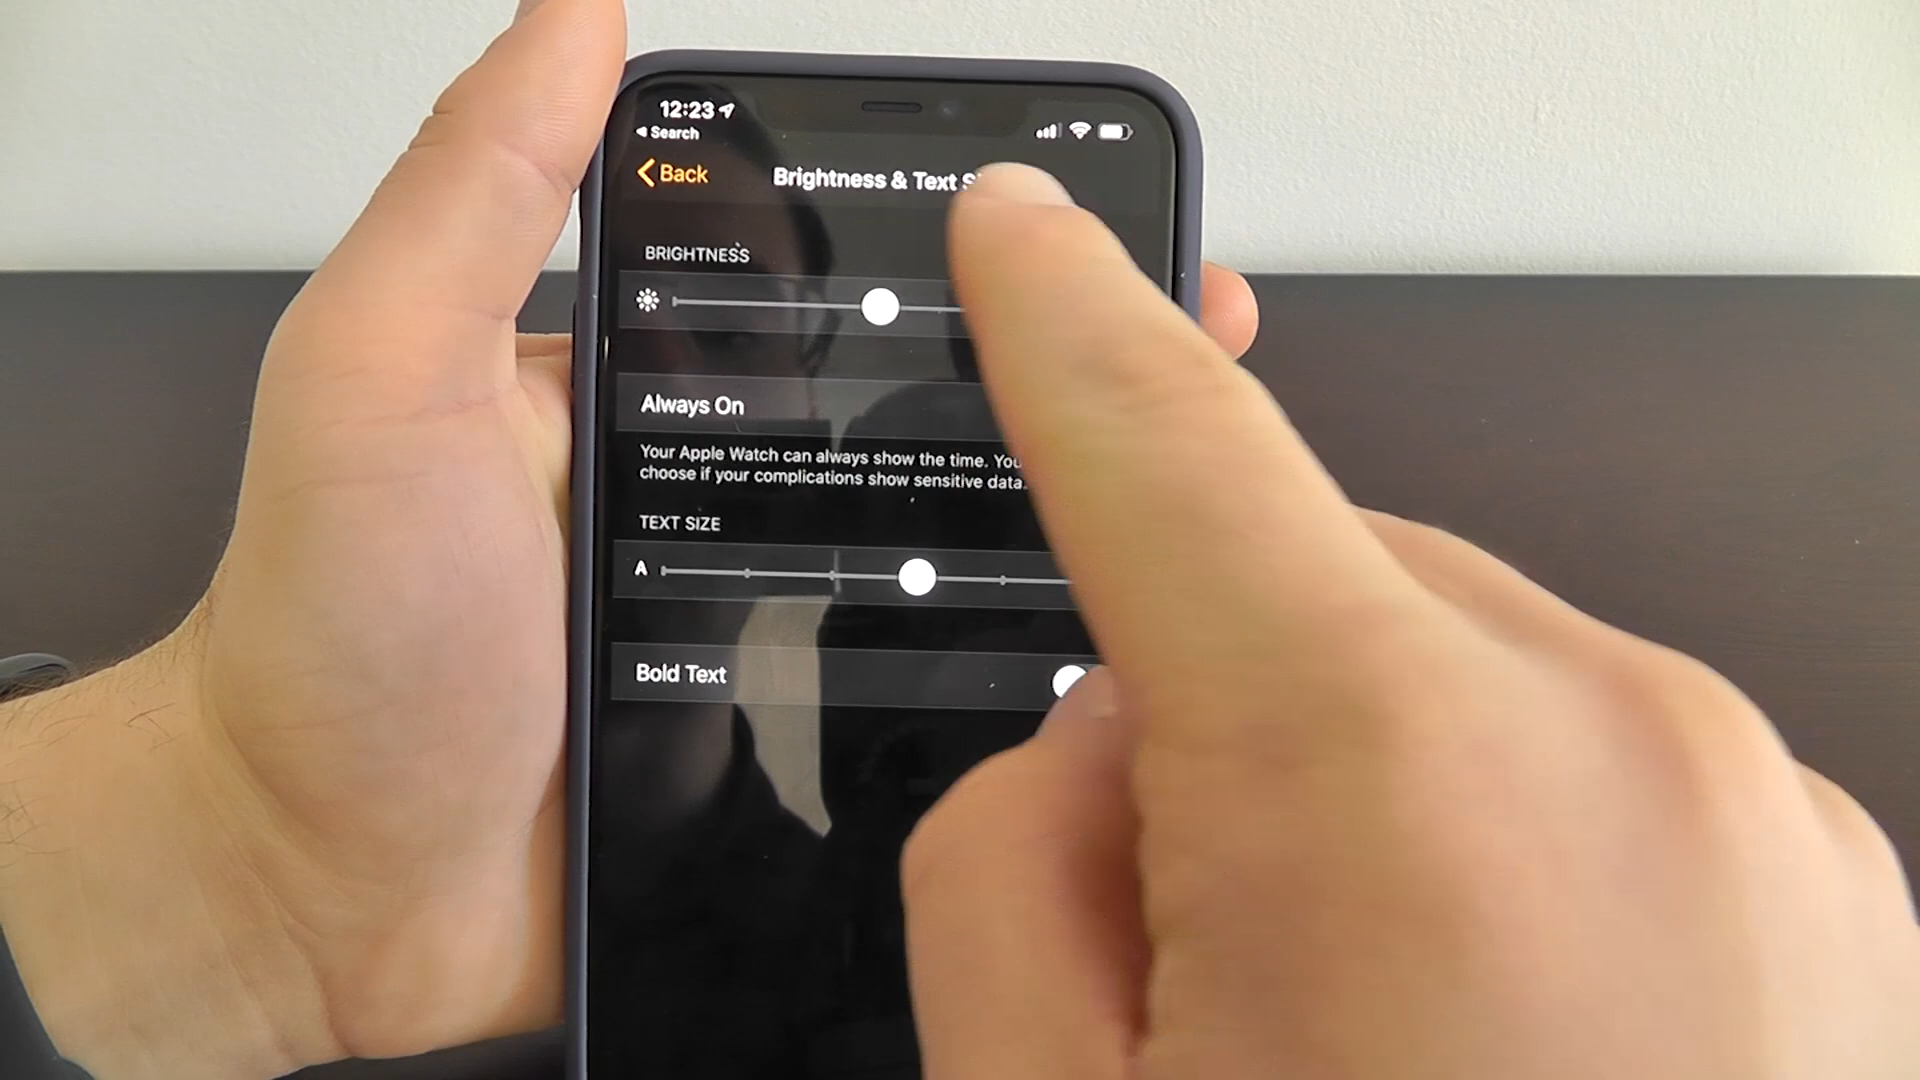 12:23
Search
Back
Brightness & Text
BRIGHTNESS
Always On
Your Apple Watch can always show the time. You
choose if your complications show sensitive data.
TEXT SIZE
A
Bold Text